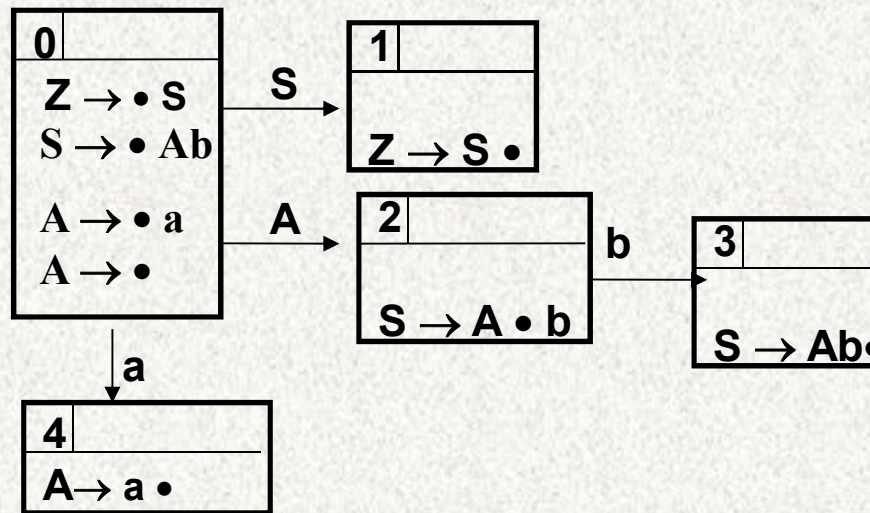 0
Z → • S
S → • Ab
A → • a
A → •
S
1
Z → S •
A
2
S → A • b
b
3
S → Ab•
a
4
A→ a •